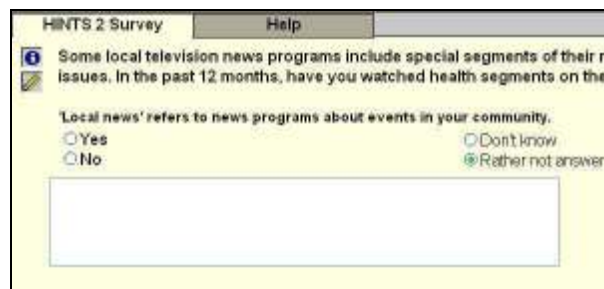 HINTS 2 Survey Help
Some local television news programs include special segments of their
issues. In the past 12 months, have you watched health segments on the
'Local news' refers to news programs about events in your community.
Yes Don't know
No Rather not answer